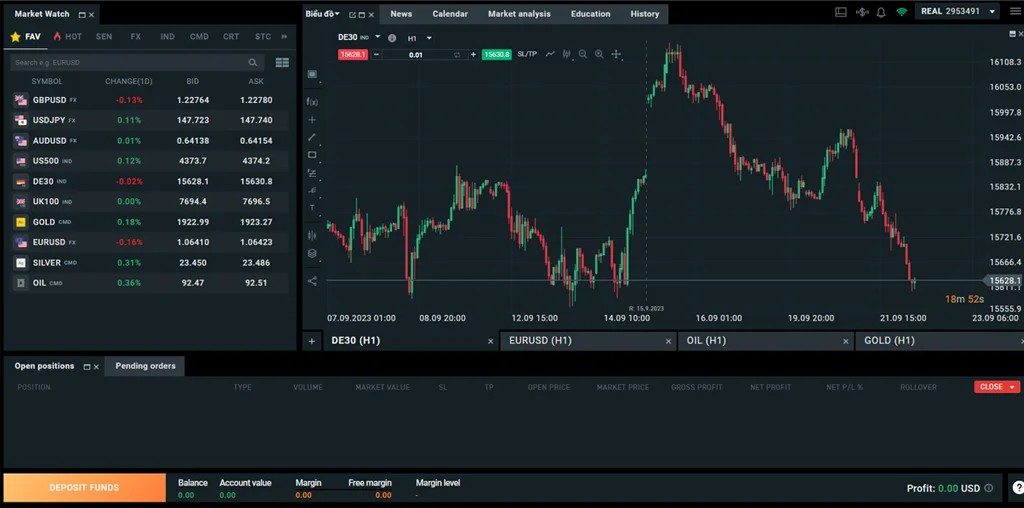 Market Watch
FAV HOT SEN FX IND CMD CRT STC »
Search e.g. EURUSD
SYMBOL CHANGE(1D) BID ASK
GBPUSD FX -0.13% 1.22764 1.22780
USDJPY FX 0.11% 147.723 147.740
AUDUSD FX 0.01% 0.64138 0.64154
US500 IND 0.12% 4373.7 4374.2
DE30 IND -0.02% 15628.1 15630.8
UK100 IND 0.00% 7694.4 7696.5
GOLD CMD 0.18% 1922.99 1923.27
EURUSD FX -0.16% 1.06410 1.06423
SILVER CMD 0.31% 23.450 23.486
OIL CMD 0.36% 92.47 92.51
Biểu đồ News Calendar Market analysis Education History
REAL 2953491
DE30 IND H1
15628.1 − 0.01 + 15630.8 SL/TP
f(x)
T
16108.3
16053.0
15997.8
15942.5
15887.3
15832.1
15776.8
15721.6
15666.4
15628.1
15611.1
15555.9
18m 52s
R: 15.9.2023
07.09.2023 01:00 08.09 20:00 12.09 15:00 14.09 10:00 16.09 01:00 19.09 20:00 21.09 15:00 23.09 06:00
+ DE30 (H1) × EURUSD (H1) × OIL (H1) × GOLD (H1) ×
Open positions Pending orders
POSITION TYPE VOLUME MARKET VALUE SL TP OPEN PRICE MARKET PRICE GROSS PROFIT NET PROFIT NET P/L % ROLLOVER CLOSE
DEPOSIT FUNDS
Balance Account value Margin Free margin Margin level
0.00 0.00 0.00 0.00 -
Profit: 0.00 USD
?